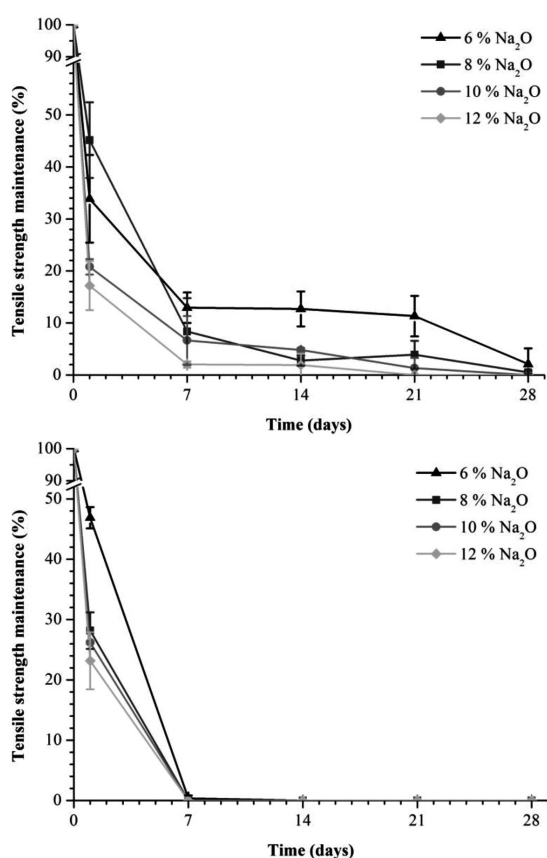 100
90
50
40
30
20
10
0
Tensile strength maintenance (%)
6 % Na₂O
8 % Na₂O
10 % Na₂O
12 % Na₂O
0 7 14 21 28
Time (days)
100
90
50
40
30
20
10
0
Tensile strength maintenance (%)
6 % Na₂O
8 % Na₂O
10 % Na₂O
12 % Na₂O
0 7 14 21 28
Time (days)